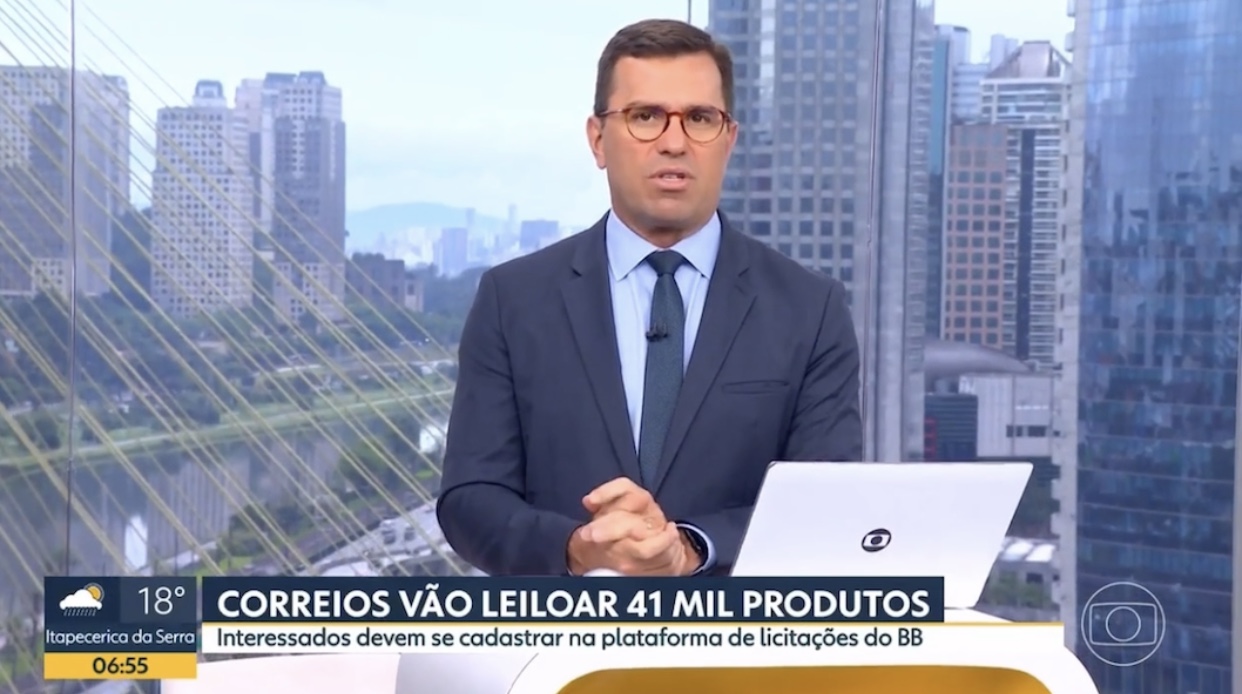 CORREIOS VÃO LEILOAR 41 MIL PRODUTOS
Interessados devem se cadastrar na plataforma de licitações do BB
18°
Itapecerica da Serra
06:55